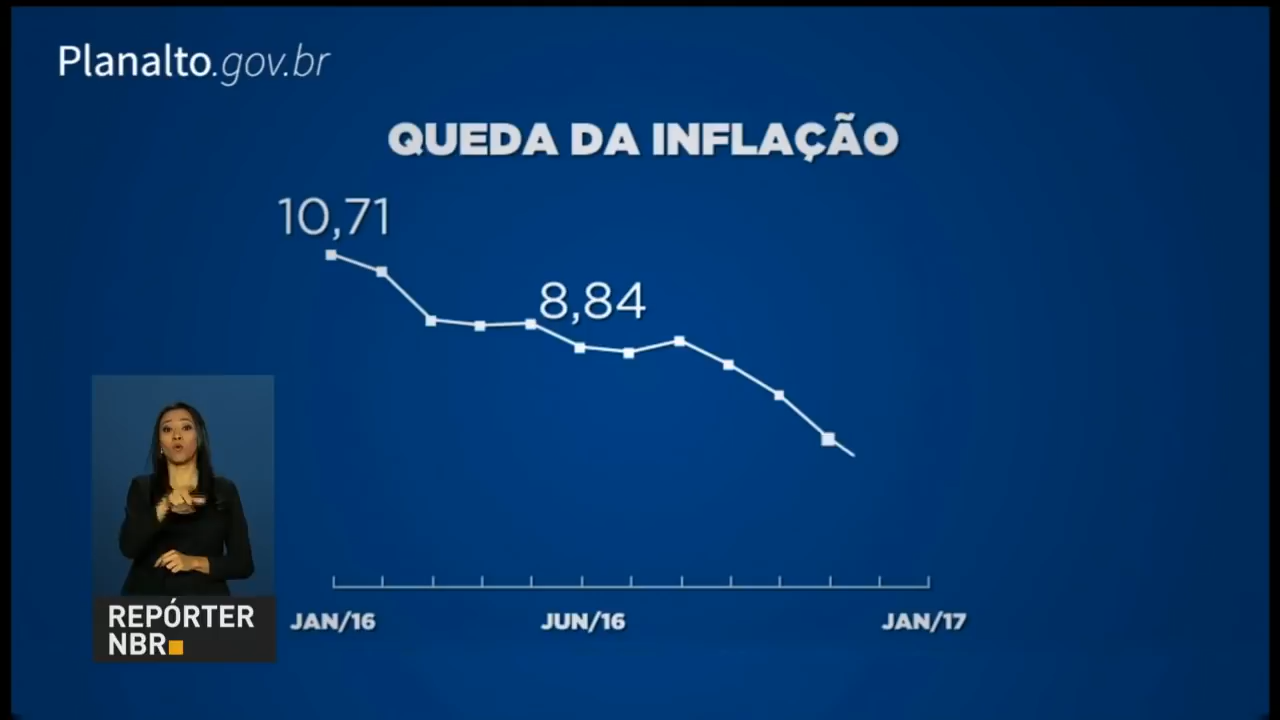 Planalto.gov.br
QUEDA DA INFLAÇÃO
10,71
8,84
JAN/16
JUN/16
JAN/17
REPÓRTER
NBR